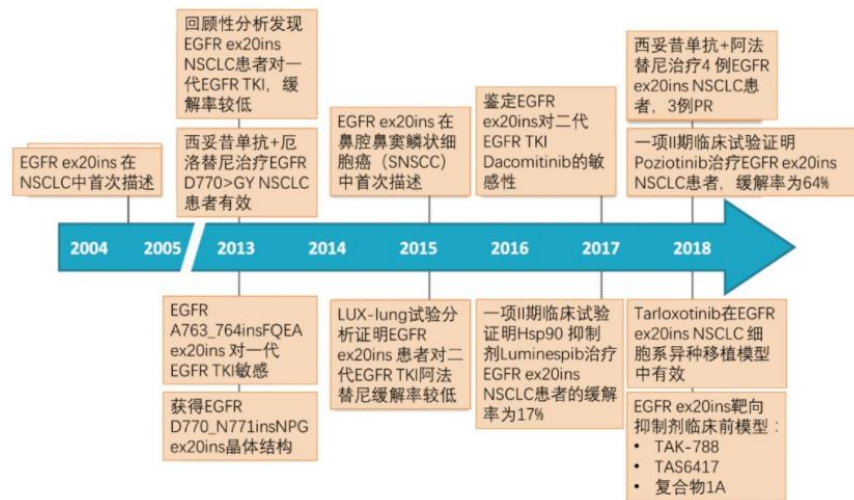 回顾性分析发现
EGFR ex20ins
NSCLC患者对一
代EGFR TKI，缓
解率较低
西妥昔单抗+阿法
替尼治疗4 例EGFR
ex20ins NSCLC患
者，3例PR
鉴定EGFR
ex20ins对二代
EGFR TKI
Dacomitinib的敏
感性
EGFR ex20ins 在
鼻腔鼻窦鳞状细
胞癌（SNSCC）
中首次描述
EGFR ex20ins 在
NSCLC中首次描述
西妥昔单抗+厄
洛替尼治疗EGFR
D770>GY NSCLC
患者有效
一项II期临床试验证明
Poziotinib治疗EGFR ex20ins
NSCLC患者，缓解率为64%
2004 2005 2013 2014 2015 2016 2017 2018
EGFR
A763_764insFQEA
ex20ins 对一代
EGFR TKI敏感
LUX-lung试验分
析证明EGFR
ex20ins 患者对二
代EGFR TKI阿法
替尼缓解率较低
一项II期临床试验
证明Hsp90 抑制
剂Luminespib治疗
EGFR ex20ins
NSCLC患者的缓解
率为17%
Tarloxotinib在EGFR
ex20ins NSCLC 细
胞系异种移植模型
中有效
获得EGFR
D770_N771insNPG
ex20ins晶体结构
EGFR ex20ins靶向
抑制剂临床前模型：
• TAK-788
• TAS6417
• 复合物1A